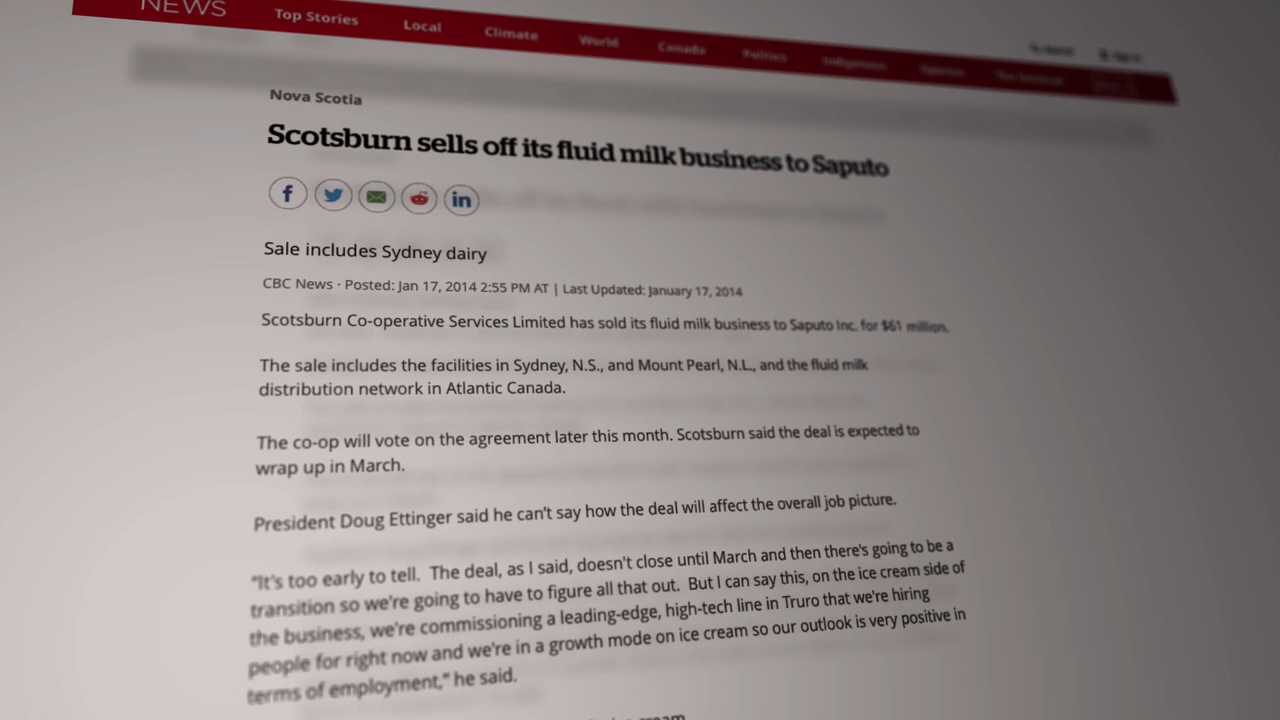 NEWS Top Stories Local Climate World Canada Politics Indigenous Opinion The National
Nova Scotia
Scotsburn sells off its fluid milk business to Saputo
Sale includes Sydney dairy
CBC News · Posted: Jan 17, 2014 2:55 PM AT | Last Updated: January 17, 2014
Scotsburn Co-operative Services Limited has sold its fluid milk business to Saputo Inc. for $61 million.
The sale includes the facilities in Sydney, N.S., and Mount Pearl, N.L., and the fluid milk
distribution network in Atlantic Canada.
The co-op will vote on the agreement later this month. Scotsburn said the deal is expected to
wrap up in March.
President Doug Ettinger said he can't say how the deal will affect the overall job picture.
“It's too early to tell.  The deal, as I said, doesn't close until March and then there's going to be a
transition so we're going to have to figure all that out.  But I can say this, on the ice cream side of
the business, we're commissioning a leading-edge, high-tech line in Truro that we're hiring
people for right now and we're in a growth mode on ice cream so our outlook is very positive in
terms of employment,” he said.